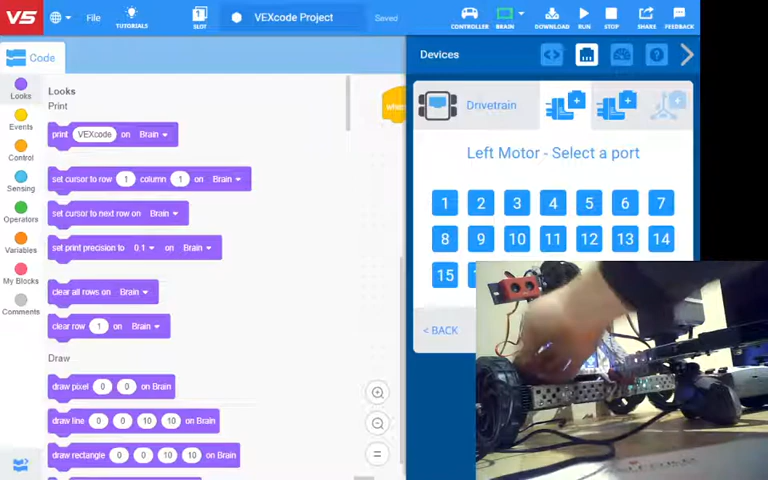 V5
File
TUTORIALS
1
SLOT
VEXcode Project
Saved
CONTROLLER
BRAIN
DOWNLOAD
RUN
STOP
SHARE
FEEDBACK
Code
Devices
Looks
Events
Control
Sensing
Operators
Variables
My Blocks
Comments
Looks
Print
print VEXcode on Brain
set cursor to row 1 column 1 on Brain
set cursor to next row on Brain
set print precision to 0.1 on Brain
clear all rows on Brain
clear row 1 on Brain
Draw
draw pixel 0 0 on Brain
draw line 0 0 10 10 on Brain
draw rectangle 0 0 10 10 on Brain
when
Drivetrain
Left Motor - Select a port
1 2 3 4 5 6 7
8 9 10 11 12 13 14
15
< BACK